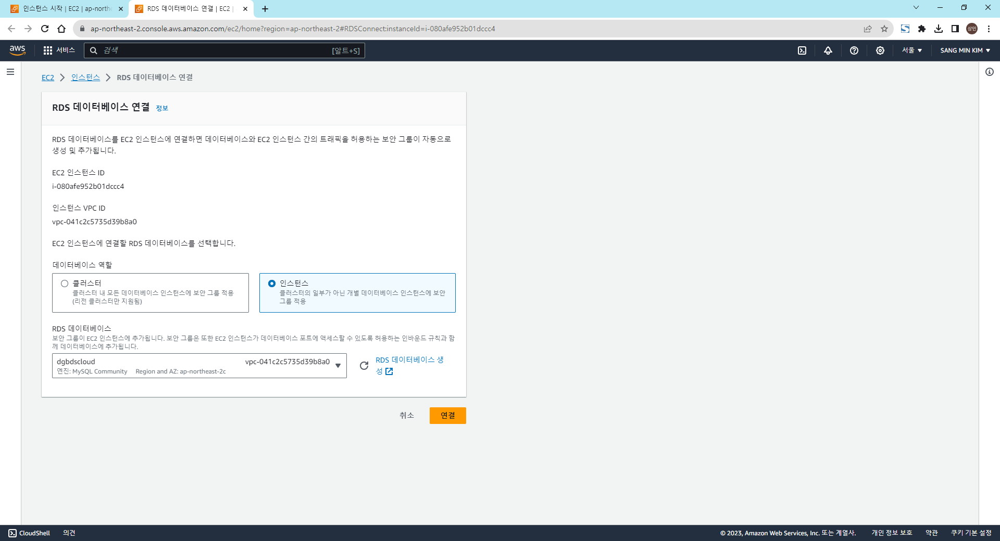 인스턴스 시작 | EC2 | ap-northe
RDS 데이터베이스 연결 | EC2 |
ap-northeast-2.console.aws.amazon.com/ec2/home?region=ap-northeast-2#RDSConnect:instanceId=i-080afe952b01dccc4
상민
aws
서비스
검색
[알트+S]
서울
SANG MIN KIM
EC2
인스턴스
RDS 데이터베이스 연결
RDS 데이터베이스 연결 정보
RDS 데이터베이스를 EC2 인스턴스에 연결하면 데이터베이스와 EC2 인스턴스 간의 트래픽을 허용하는 보안 그룹이 자동으로
생성 및 추가됩니다.
EC2 인스턴스 ID
i-080afe952b01dccc4
인스턴스 VPC ID
vpc-041c2c5735d39b8a0
EC2 인스턴스에 연결할 RDS 데이터베이스를 선택합니다.
데이터베이스 역할
클러스터
클러스터 내 모든 데이터베이스 인스턴스에 보안 그룹 적용
(리전 클러스터만 지원됨)
인스턴스
클러스터의 일부가 아닌 개별 데이터베이스 인스턴스에 보안
그룹 적용
RDS 데이터베이스
보안 그룹이 EC2 인스턴스에 추가됩니다. 보안 그룹은 또한 EC2 인스턴스가 데이터베이스 포트에 액세스할 수 있도록 허용하는 인바운드 규칙과 함
께 데이터베이스에 추가됩니다.
dgbdscloud
vpc-041c2c5735d39b8a0
엔진: MySQL Community
Region and AZ: ap-northeast-2c
RDS 데이터베이스 생
성
취소
연결
CloudShell
의견
© 2023, Amazon Web Services, Inc. 또는 계열사.
개인 정보 보호
약관
쿠키 기본 설정